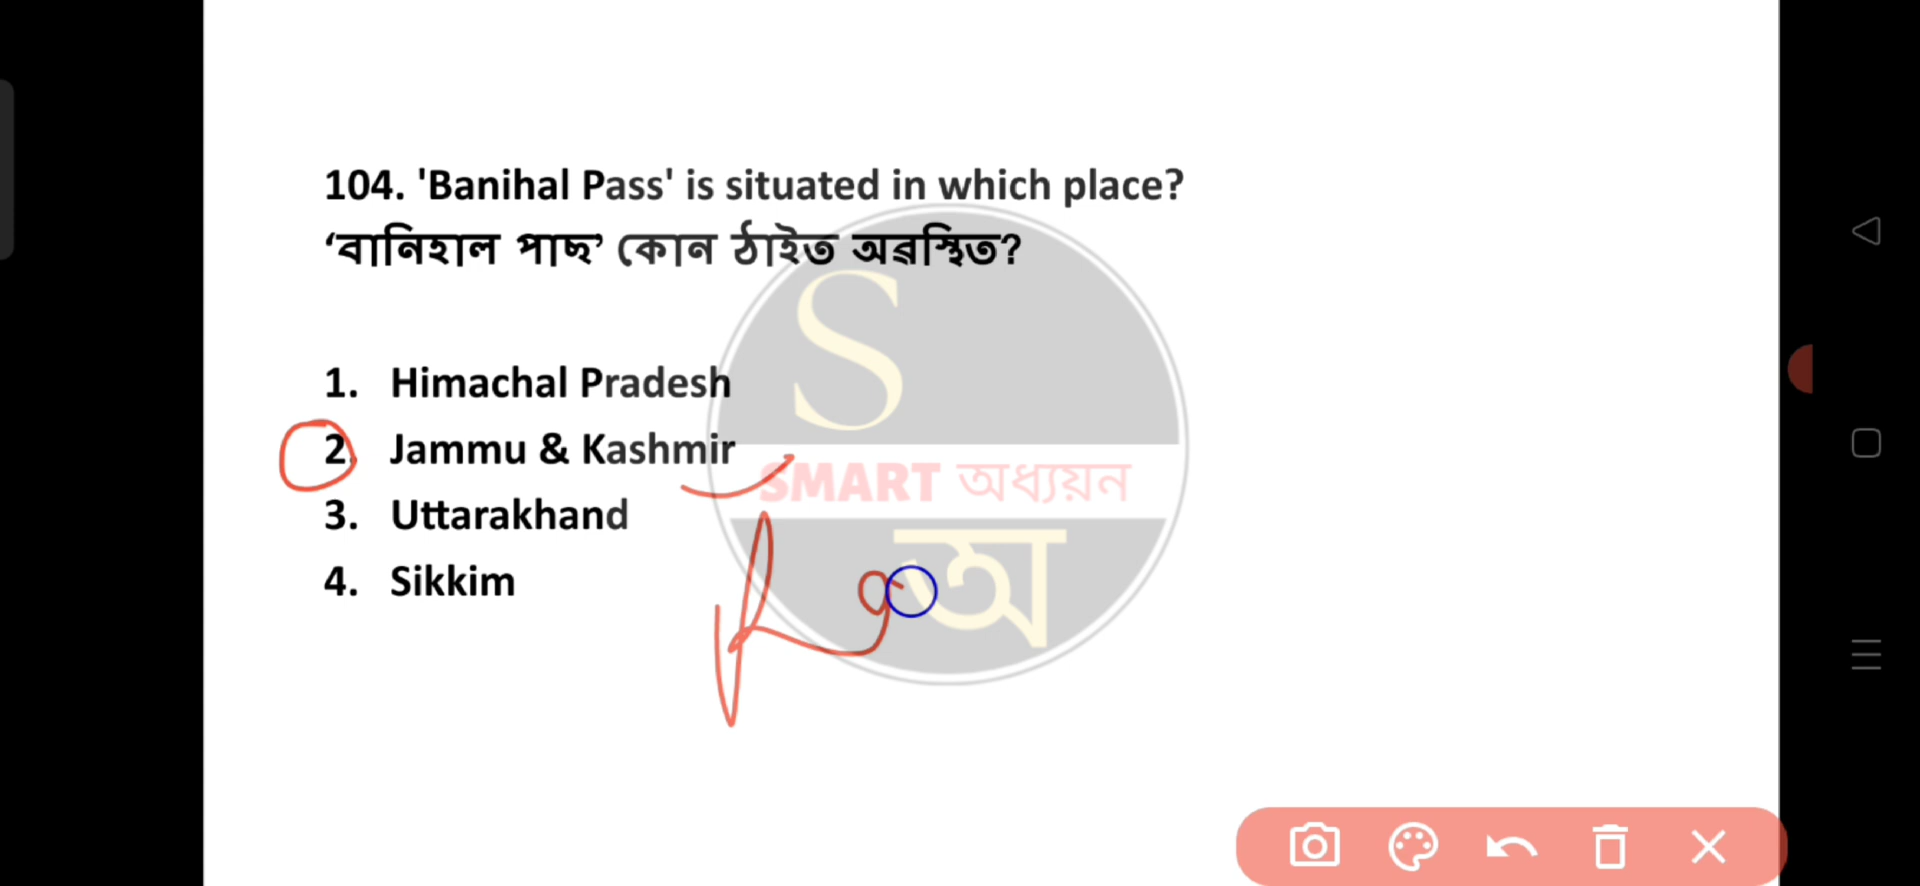 104. 'Banihal Pass' is situated in which place?
‘বানিহাল পাছ’ কোন ঠাইত অৱস্থিত?
1. Himachal Pradesh
2. Jammu & Kashmir
3. Uttarakhand
4. Sikkim
S
SMART অধ্যয়ন
অ